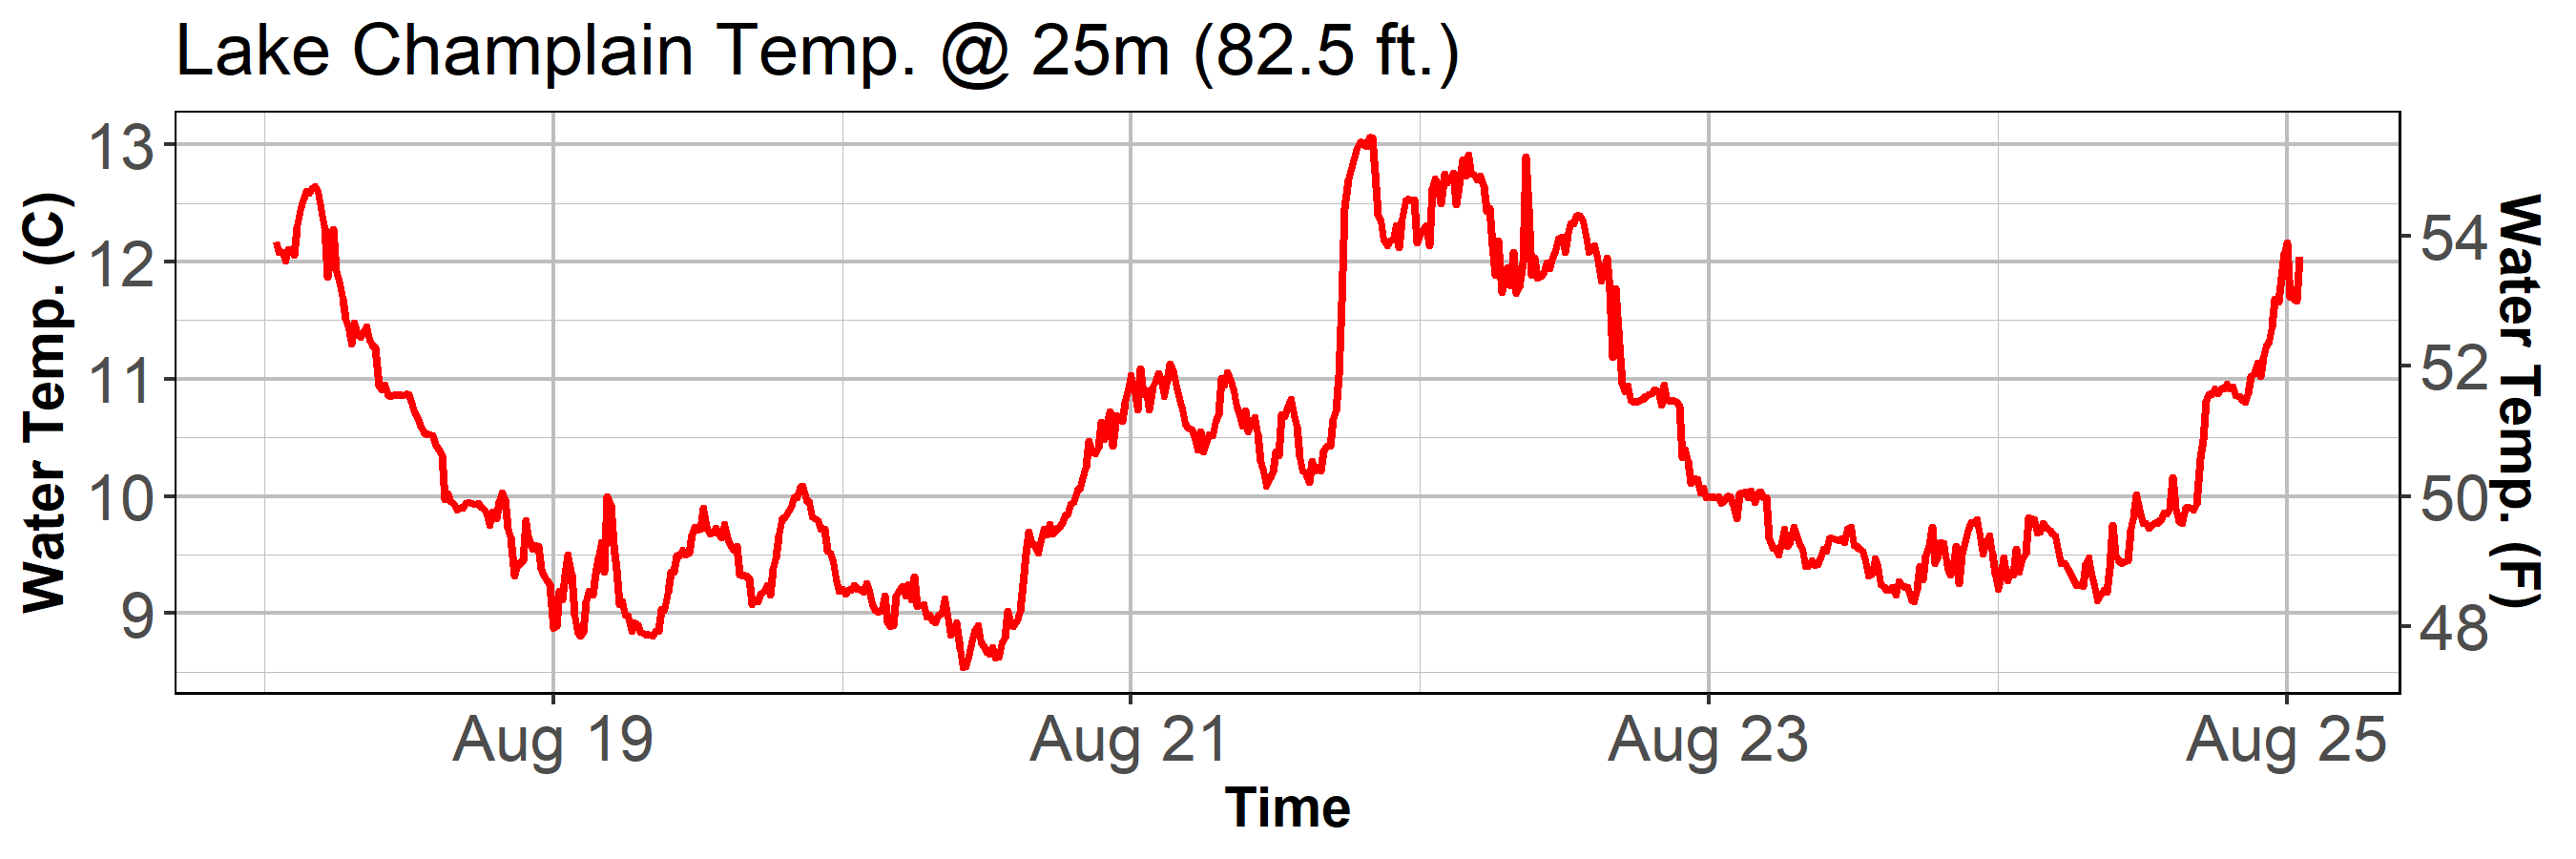 Lake Champlain Temp. @ 25m (82.5 ft.)
Water Temp. (C)
13
12
11
10
9
54
52
50
48
Water Temp. (F)
Aug 19 Aug 21 Aug 23 Aug 25
Time